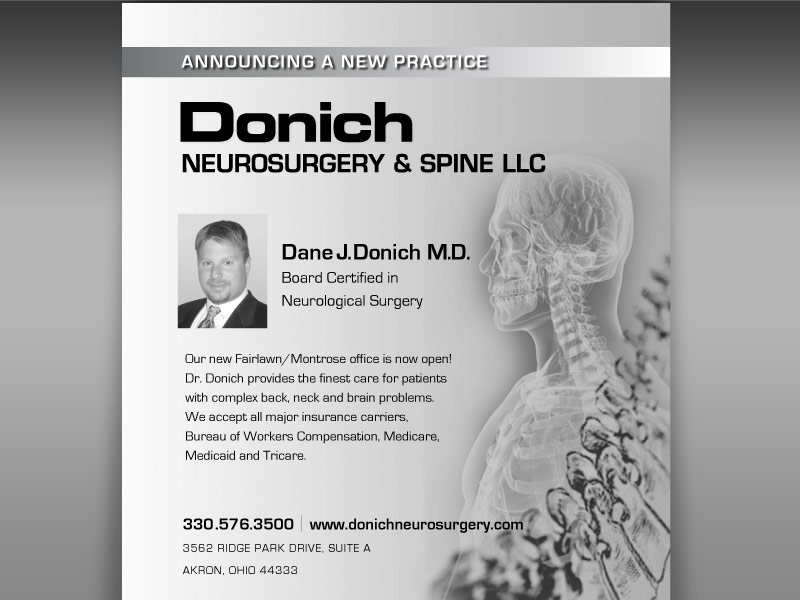 ANNOUNCING A NEW PRACTICE
Donich
NEUROSURGERY & SPINE LLC
Dane J. Donich M.D.
Board Certified in
Neurological Surgery
Our new Fairlawn/Montrose office is now open!
Dr. Donich provides the finest care for patients
with complex back, neck and brain problems.
We accept all major insurance carriers,
Bureau of Workers Compensation, Medicare,
Medicaid and Tricare.
330.576.3500 | www.donichneurosurgery.com
3562 RIDGE PARK DRIVE, SUITE A
AKRON, OHIO 44333